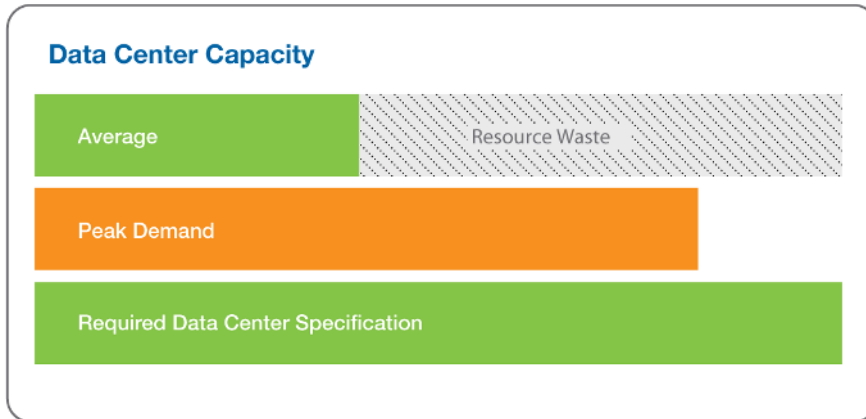 Data Center Capacity
Average
Resource Waste
Peak Demand
Required Data Center Specification